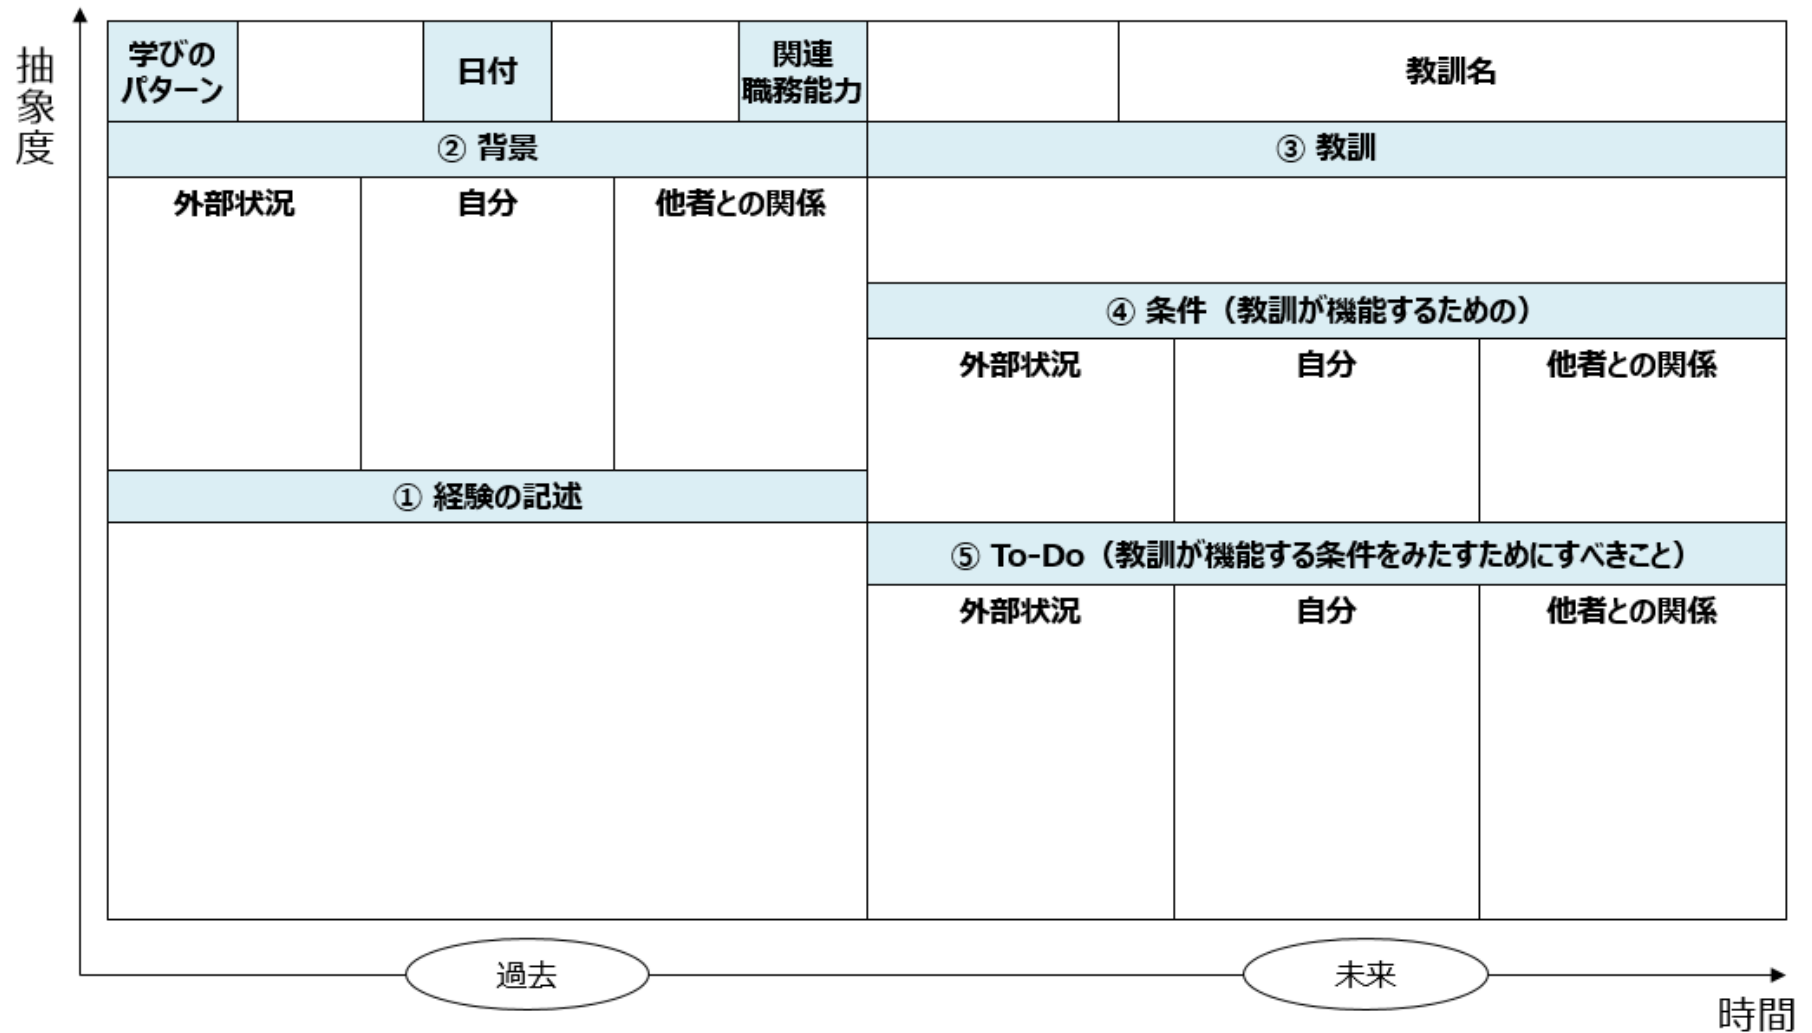 抽象度
学びの
パターン
日付
関連
職務能力
教訓名
② 背景
外部状況
自分
他者との関係
① 経験の記述
③ 教訓
④ 条件（教訓が機能するための）
外部状況
自分
他者との関係
⑤ To-Do（教訓が機能する条件をみたすためにすべきこと）
外部状況
自分
他者との関係
過去
未来
時間